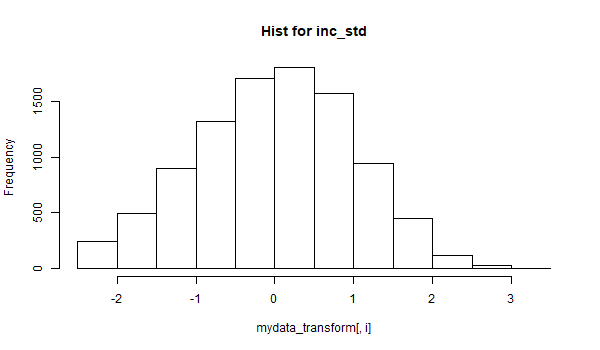 Hist for inc_std
Frequency
1500
1000
500
0
-2 -1 0 1 2 3
mydata_transform[, i]